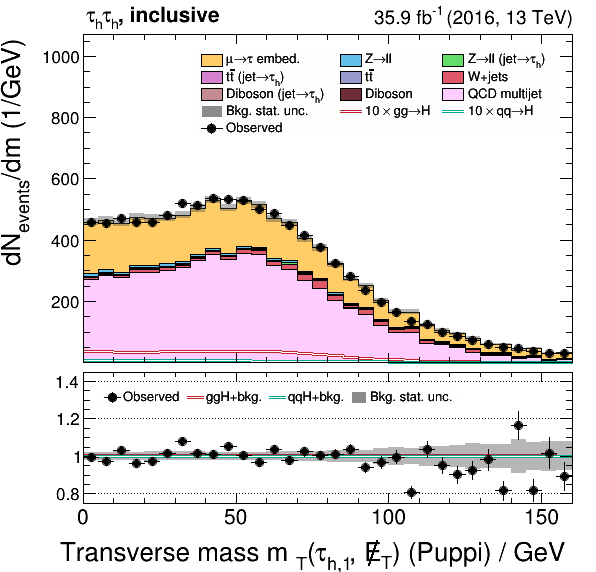 τhτh, inclusive 35.9 fb-1 (2016, 13 TeV)
dNevents/dm (1/GeV)
1000
800
600
400
200
μ→τ embed. Z→ll Z→ll (jet→τh)
tt̄ (jet→τh) tt̄ W+jets
Diboson (jet→τh) Diboson QCD multijet
Bkg. stat. unc. 10 × gg→H 10 × qq→H
Observed
1.4
1.2
1
0.8
Observed ggH+bkg. qqH+bkg. Bkg. stat. unc.
0 50 100 150
Transverse mass m T(τh,1, E̸T) (Puppi) / GeV